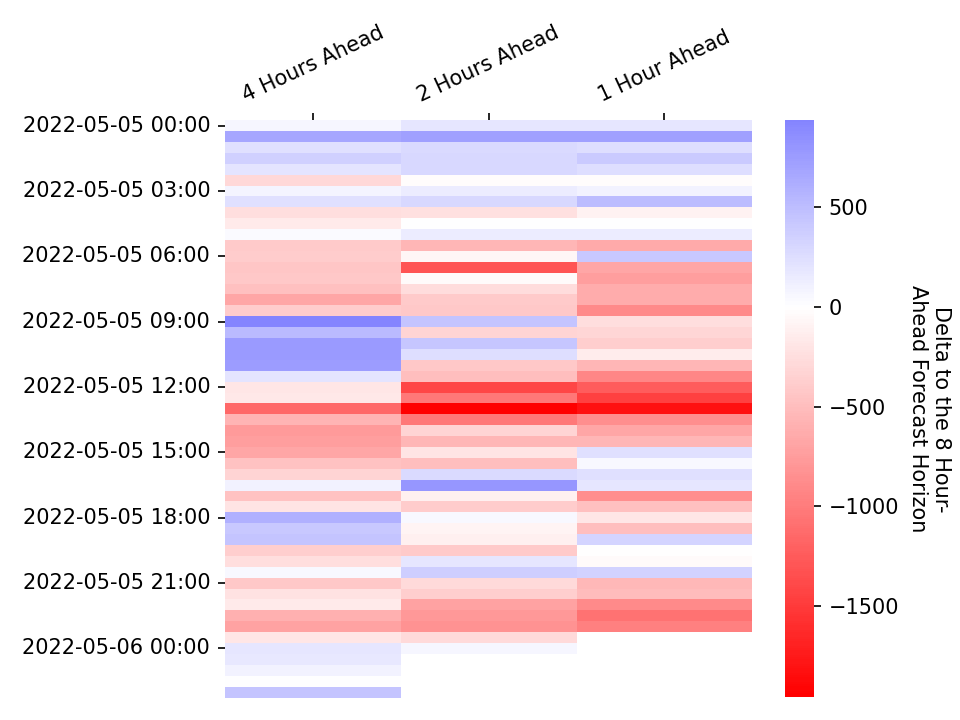 4 Hours Ahead
2 Hours Ahead
1 Hour Ahead
2022-05-05 00:00
2022-05-05 03:00
2022-05-05 06:00
2022-05-05 09:00
2022-05-05 12:00
2022-05-05 15:00
2022-05-05 18:00
2022-05-05 21:00
2022-05-06 00:00
500
0
−500
−1000
−1500
Delta to the 8 Hour-
Ahead Forecast Horizon